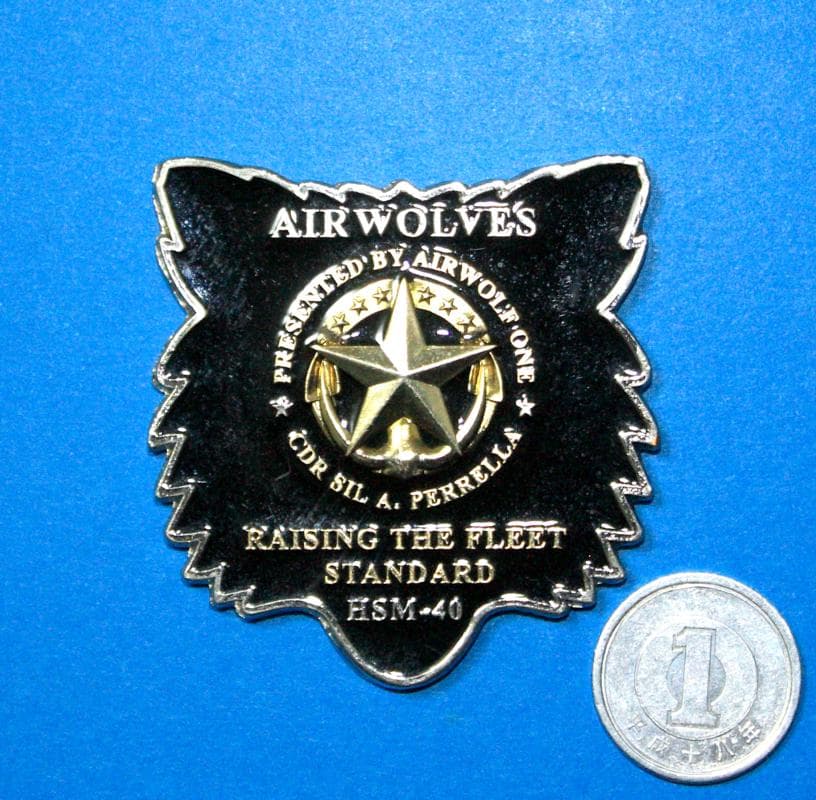 AIRWOLVES
PRESENTED BY AIRWOLF ONE
CDR SIL A. PERRELLA
RAISING THE FLEET
STANDARD
HSM-40
1
平成十八年